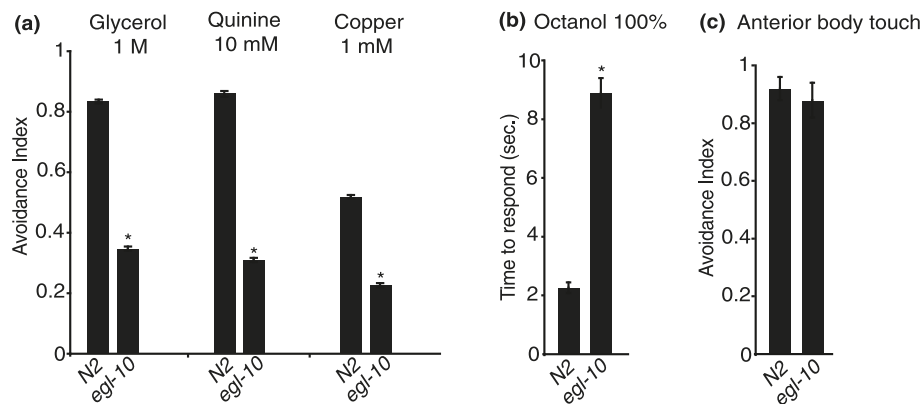 (a)
Glycerol
1 M
Quinine
10 mM
Copper
1 mM
Avoidance Index
1
0.8
0.6
0.4
0.2
0
*
*
*
N2
egl-10
N2
egl-10
N2
egl-10
(b) Octanol 100%
Time to respond (sec.)
10
8
6
4
2
0
*
N2
egl-10
(c) Anterior body touch
Avoidance Index
1
0.8
0.6
0.4
0.2
0
N2
egl-10